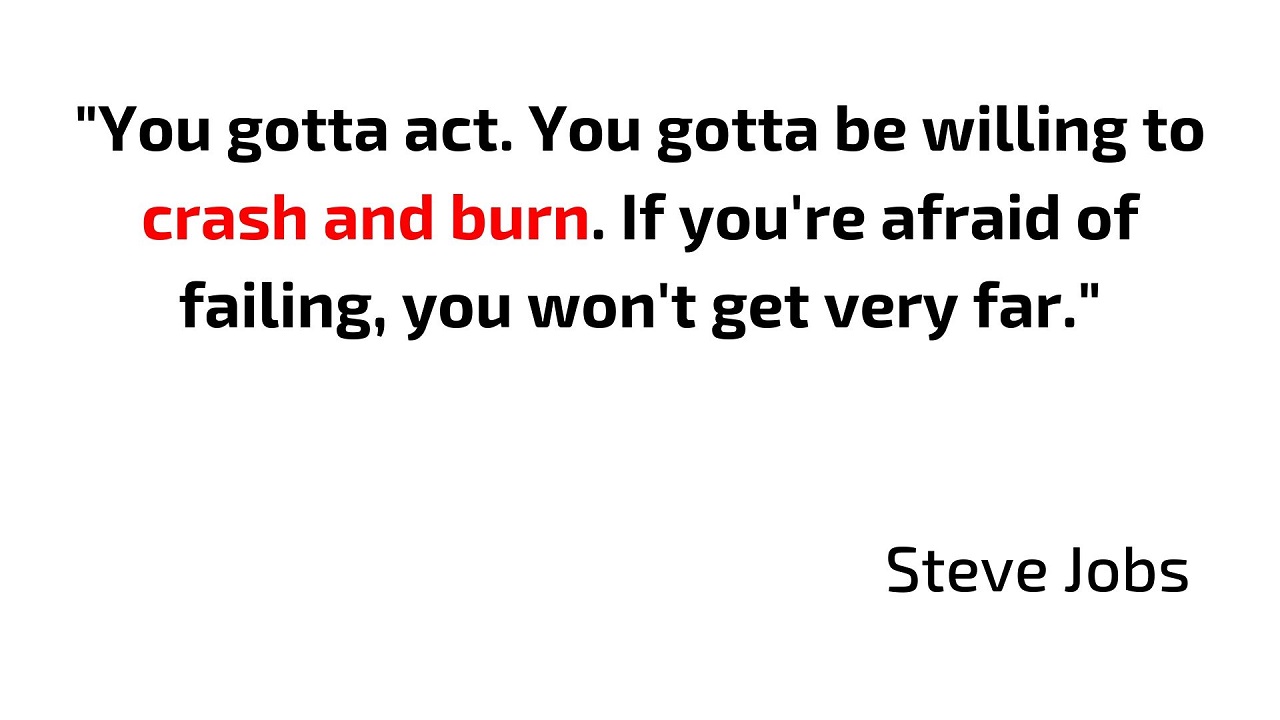 "You gotta act. You gotta be willing to
crash and burn. If you're afraid of
failing, you won't get very far."
Steve Jobs